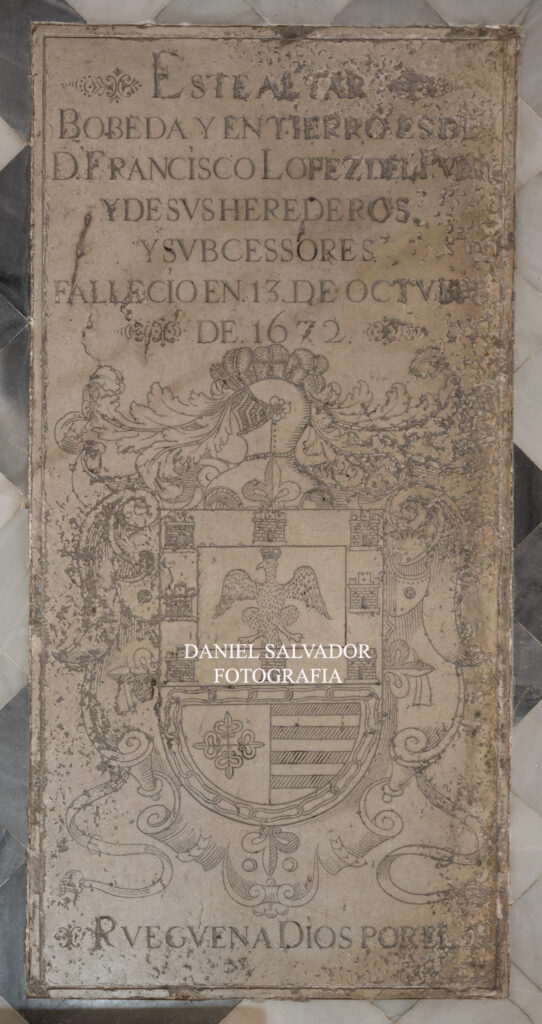 ESTE ALTAR
BOBEDA Y ENTIERRO ES DE
D. FRANCISCO LOPEZ DEL
Y DE SVS HEREDEROS
Y SVBCESSORES
FALLECIO EN. 13. DE
DE. 1672.
DANIEL SALVADOR
FOTOGRAFIA
RVEGVEN A DIOS POR EL